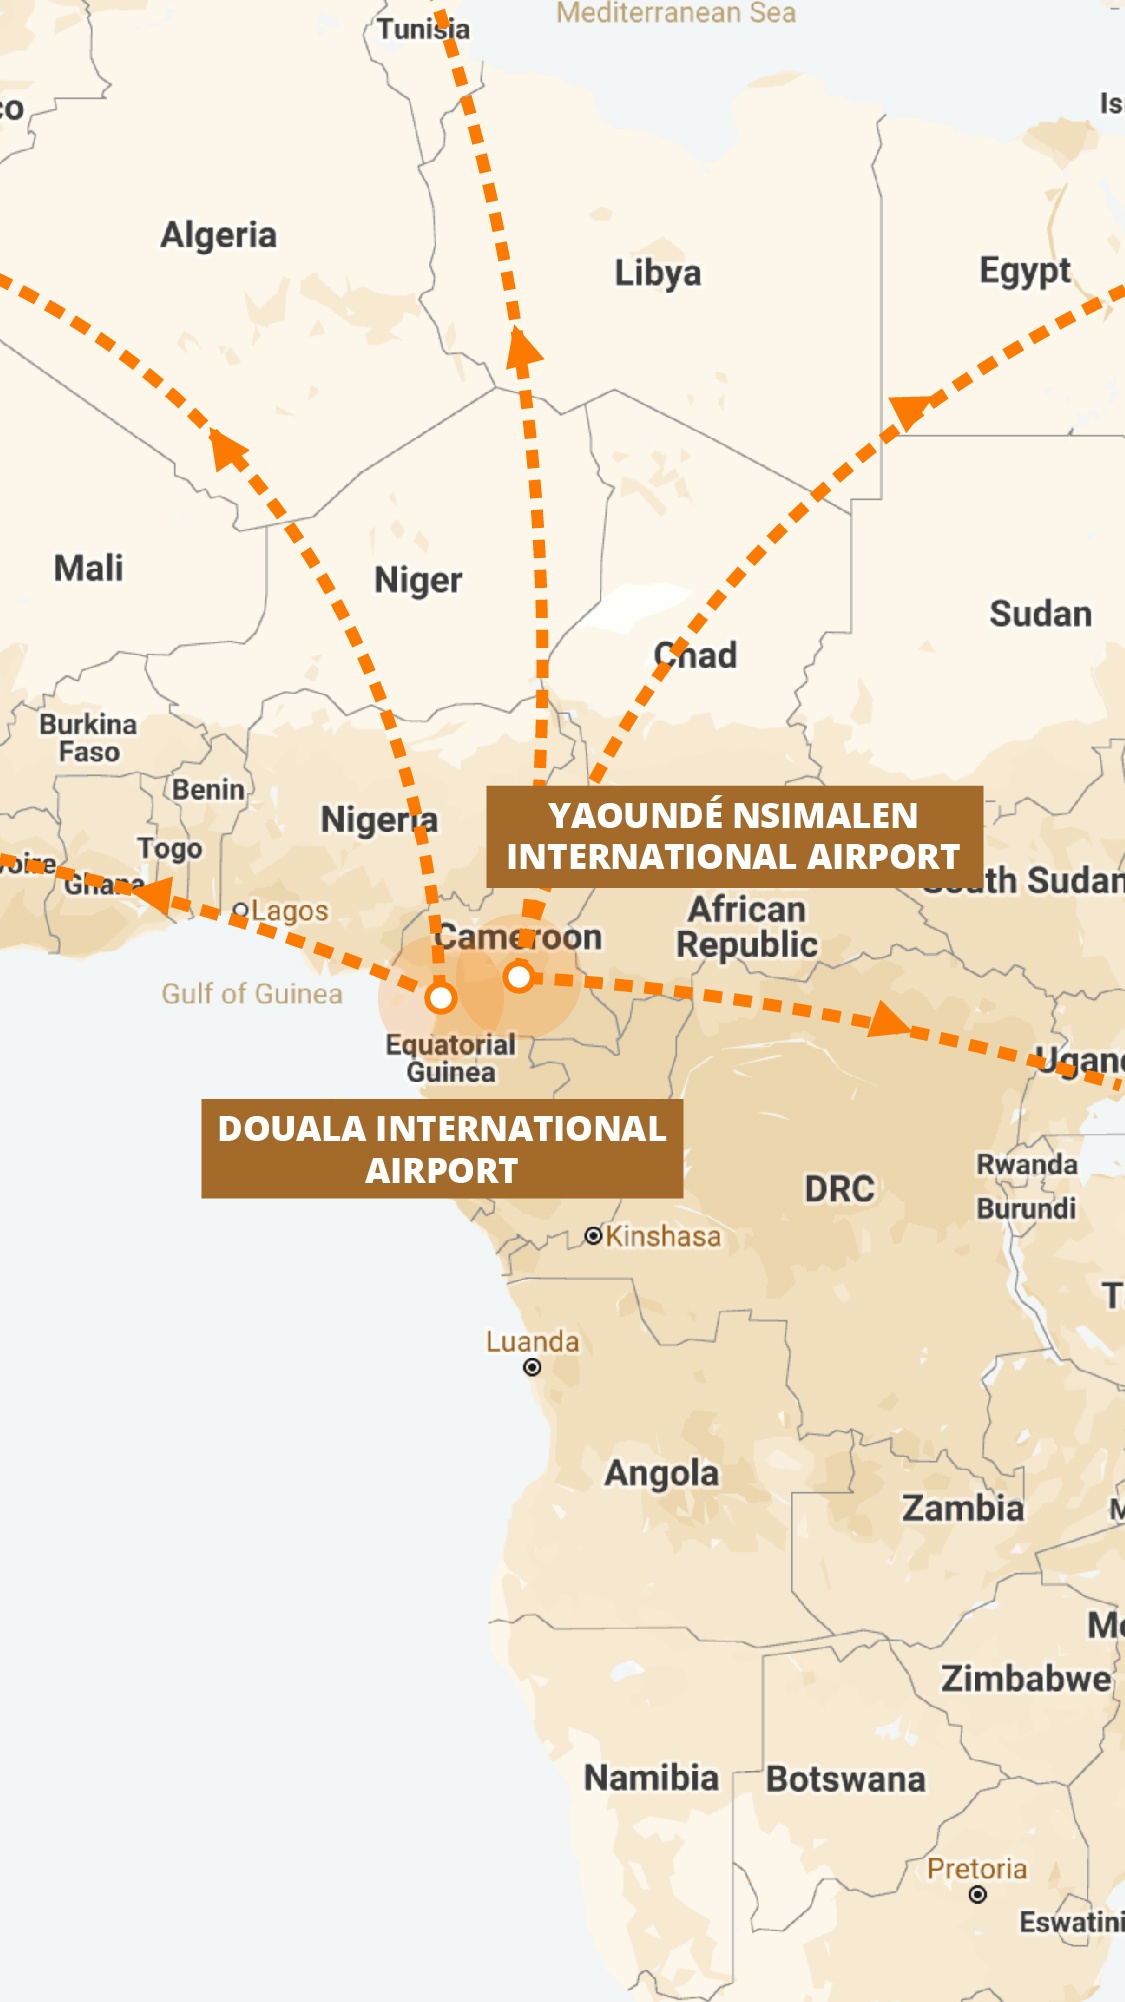 Mediterranean Sea
Tunisia
co
Is
Algeria
Libya
Egypt
Mali
Niger
Chad
Sudan
Burkina
Faso
Benin
Togo
Nigeria
YAOUNDÉ NSIMALEN
INTERNATIONAL AIRPORT
voire
Ghana
South Sudan
Lagos
African
Republic
Cameroon
Gulf of Guinea
Equatorial
Guinea
Ugan
DOUALA INTERNATIONAL
AIRPORT
Rwanda
DRC
Burundi
Kinshasa
T
Luanda
Angola
Zambia
M
Mo
Zimbabwe
Namibia
Botswana
Pretoria
Eswatini